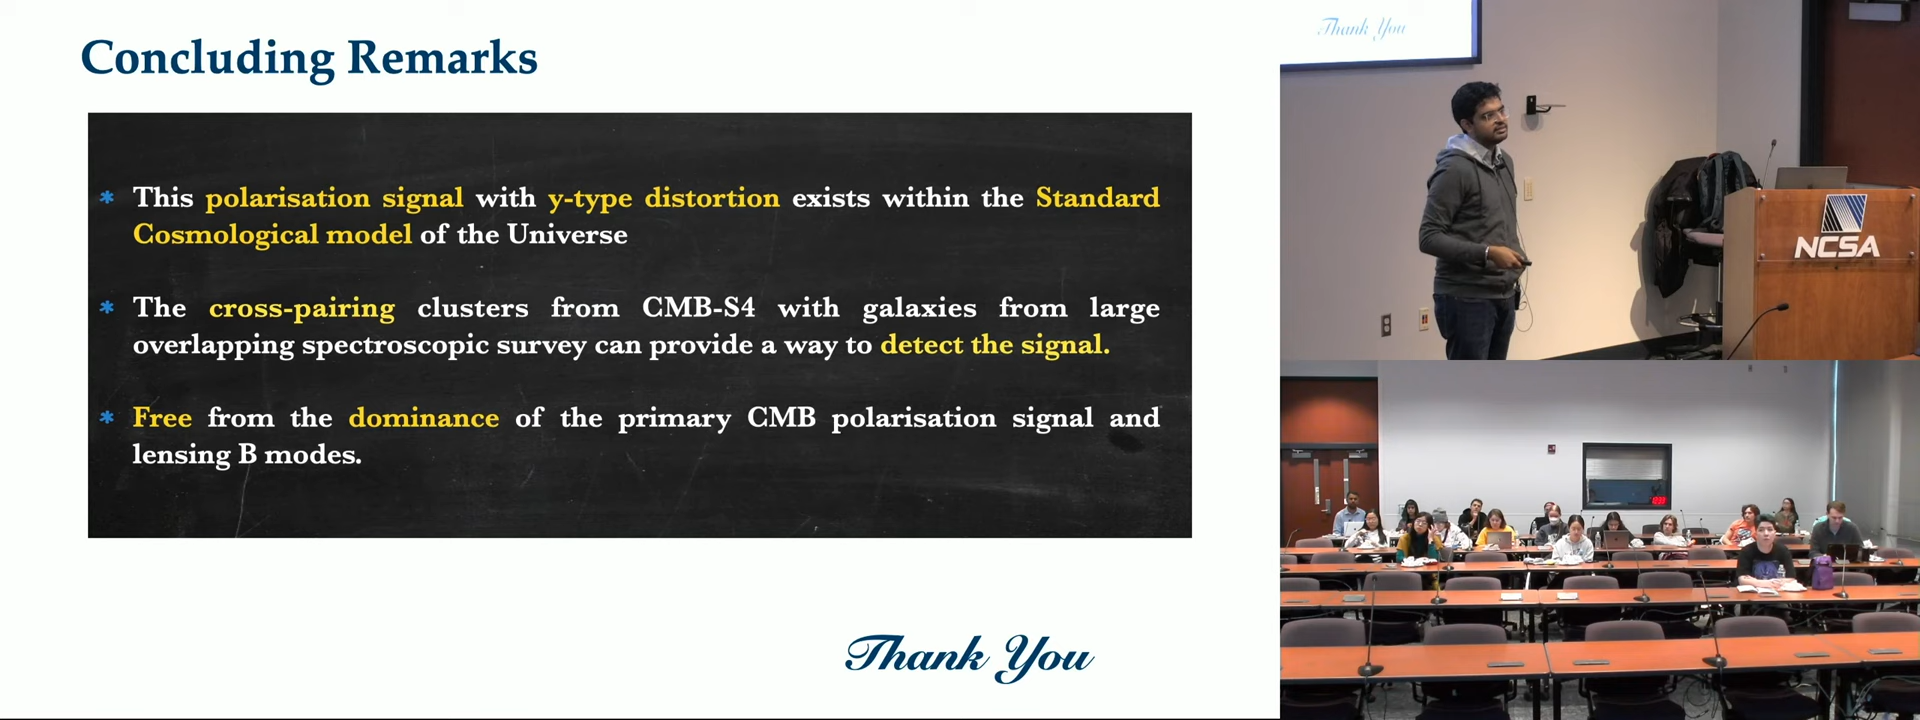 Concluding Remarks
* This polarisation signal with y-type distortion exists within the Standard
Cosmological model of the Universe
* The cross-pairing clusters from CMB-S4 with galaxies from large
overlapping spectroscopic survey can provide a way to detect the signal.
* Free from the dominance of the primary CMB polarisation signal and
lensing B modes.
Thank You
Thank You
NCSA